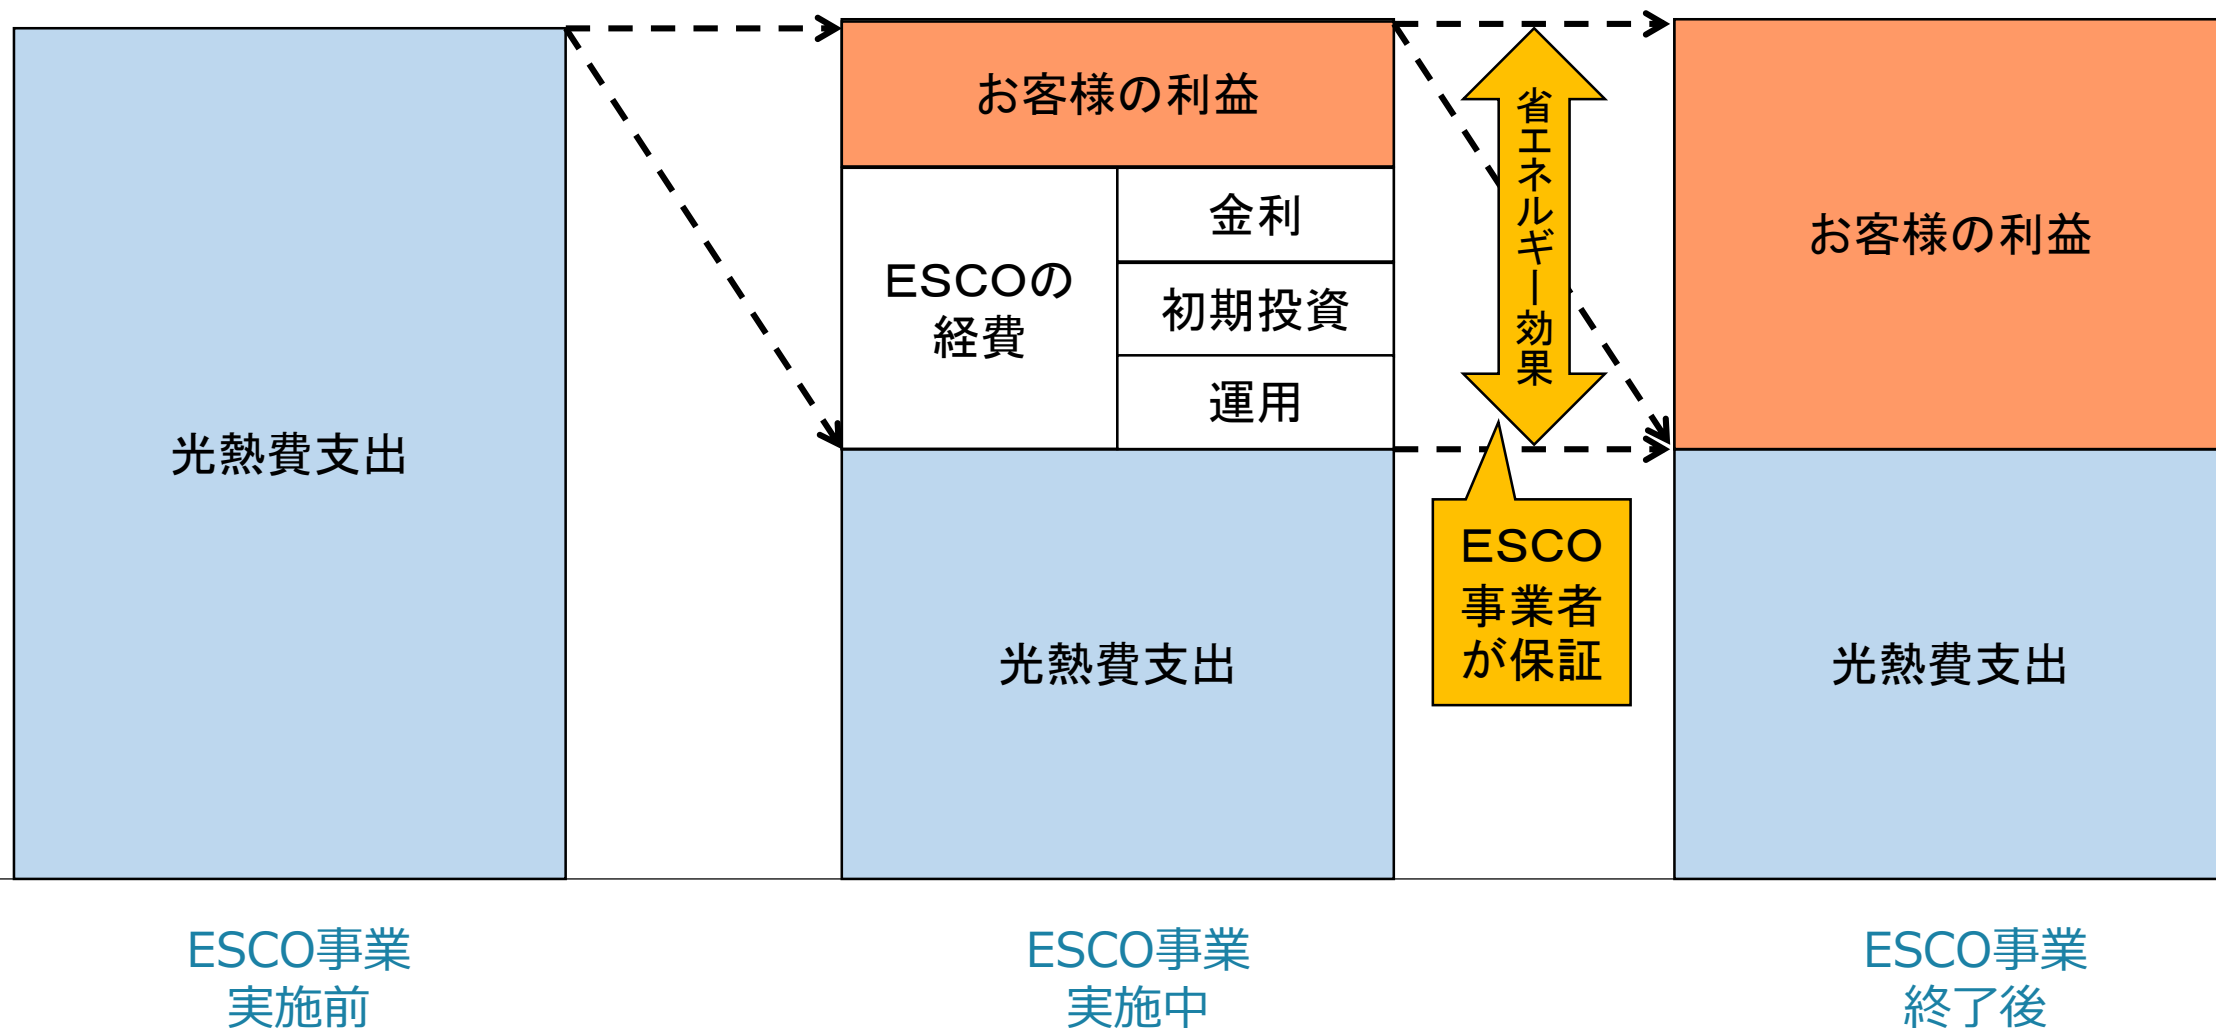 光熱費支出
お客様の利益
ESCOの
経費
金利
初期投資
運用
光熱費支出
省エネルギー効果
ESCO
事業者
が保証
お客様の利益
光熱費支出
ESCO事業
実施前
ESCO事業
実施中
ESCO事業
終了後